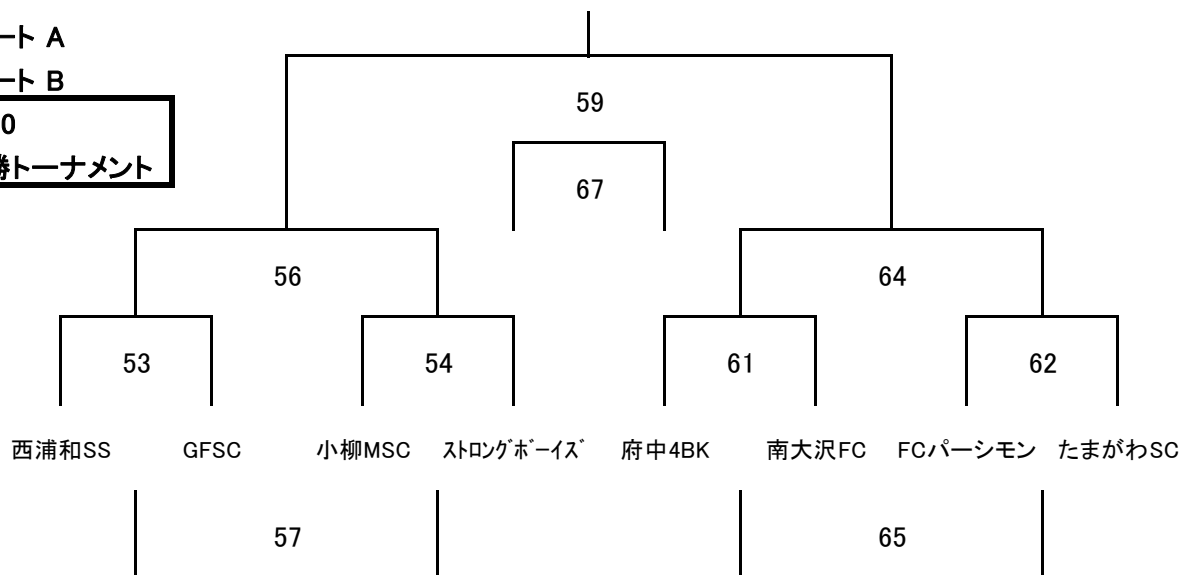 ート A
ート B
0
勝トーナメント
59
67
56
64
53
54
61
62
西浦和SS
GFSC
小柳MSC
ｽﾄﾛﾝｸﾞﾎﾞｰｲｽﾞ
府中4BK
南大沢FC
FCパーシモン
たまがわSC
57
65